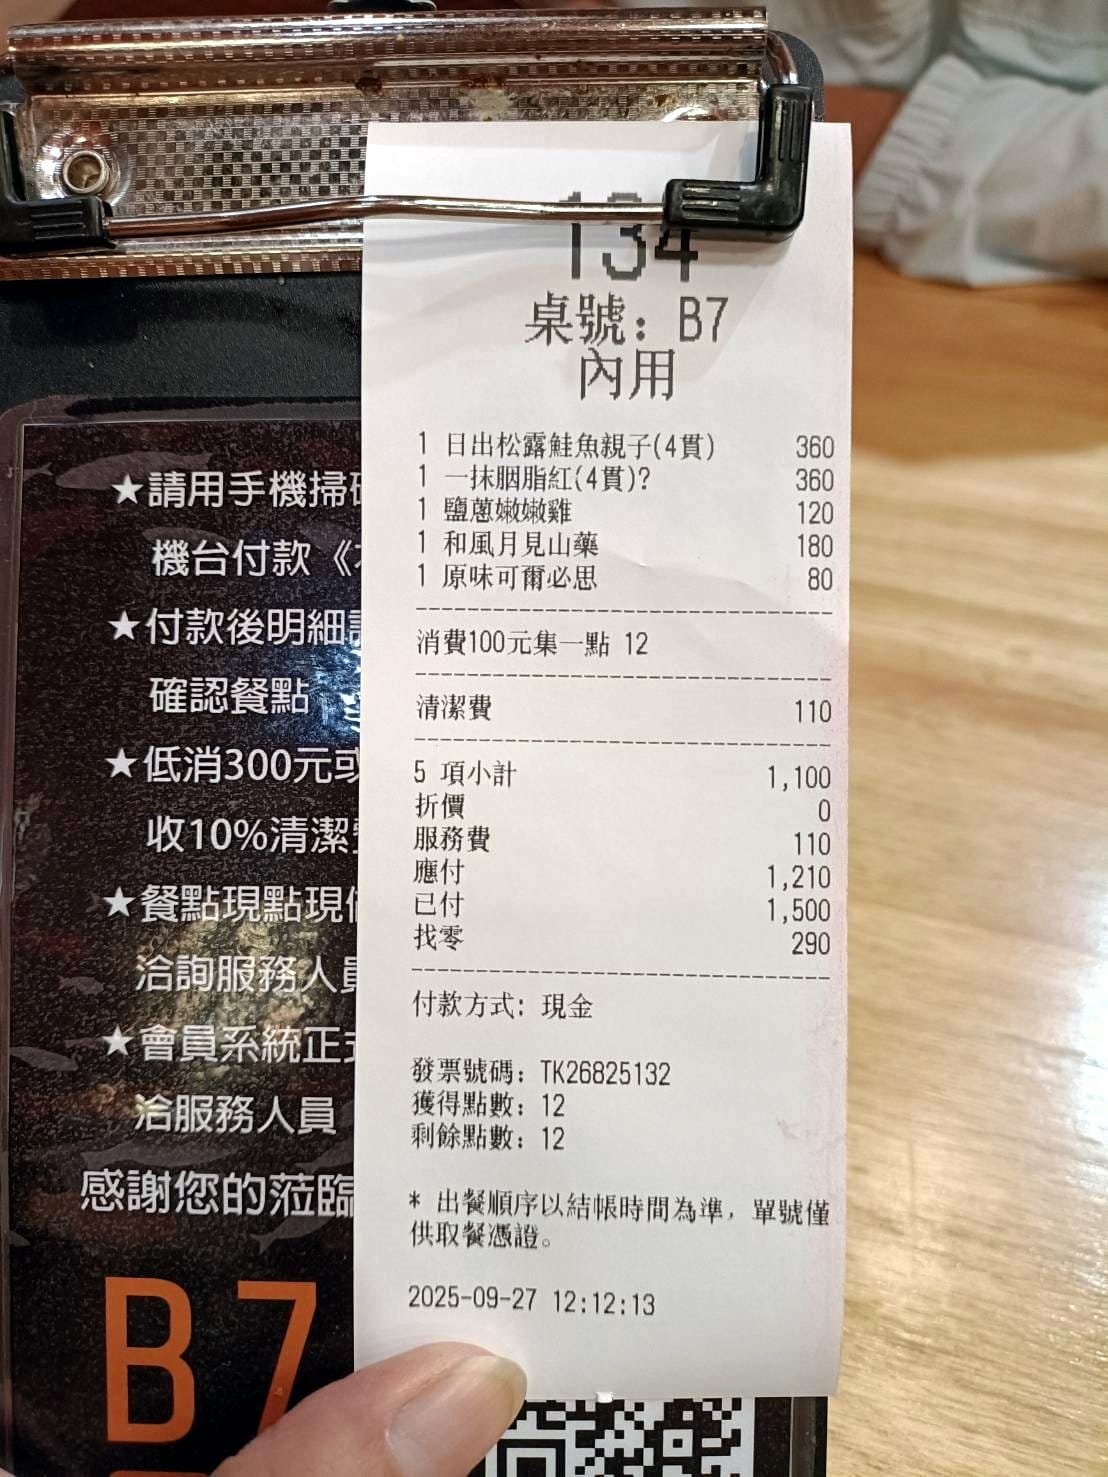 134
桌號: B7
內用
1 日出松露鮭魚親子(4貫) 360
1 一抹胭脂紅(4貫)? 360
1 鹽蔥嫩嫩雞 120
1 和風月見山藥 180
1 原味可爾必思 80
消費100元集一點 12
清潔費 110
5 項小計 1,100
折價 0
服務費 110
應付 1,210
已付 1,500
找零 290
付款方式: 現金
發票號碼: TK26825132
獲得點數: 12
剩餘點數: 12
* 出餐順序以結帳時間為準, 單號僅
供取餐憑證。
2025-09-27 12:12:13
★請用手機掃
機台付款《
★付款後明細
確認餐點
★低消300元或
收10%清潔
★餐點現點現
洽詢服務人員
★會員系統正
洽服務人員
感謝您的蒞臨
B7